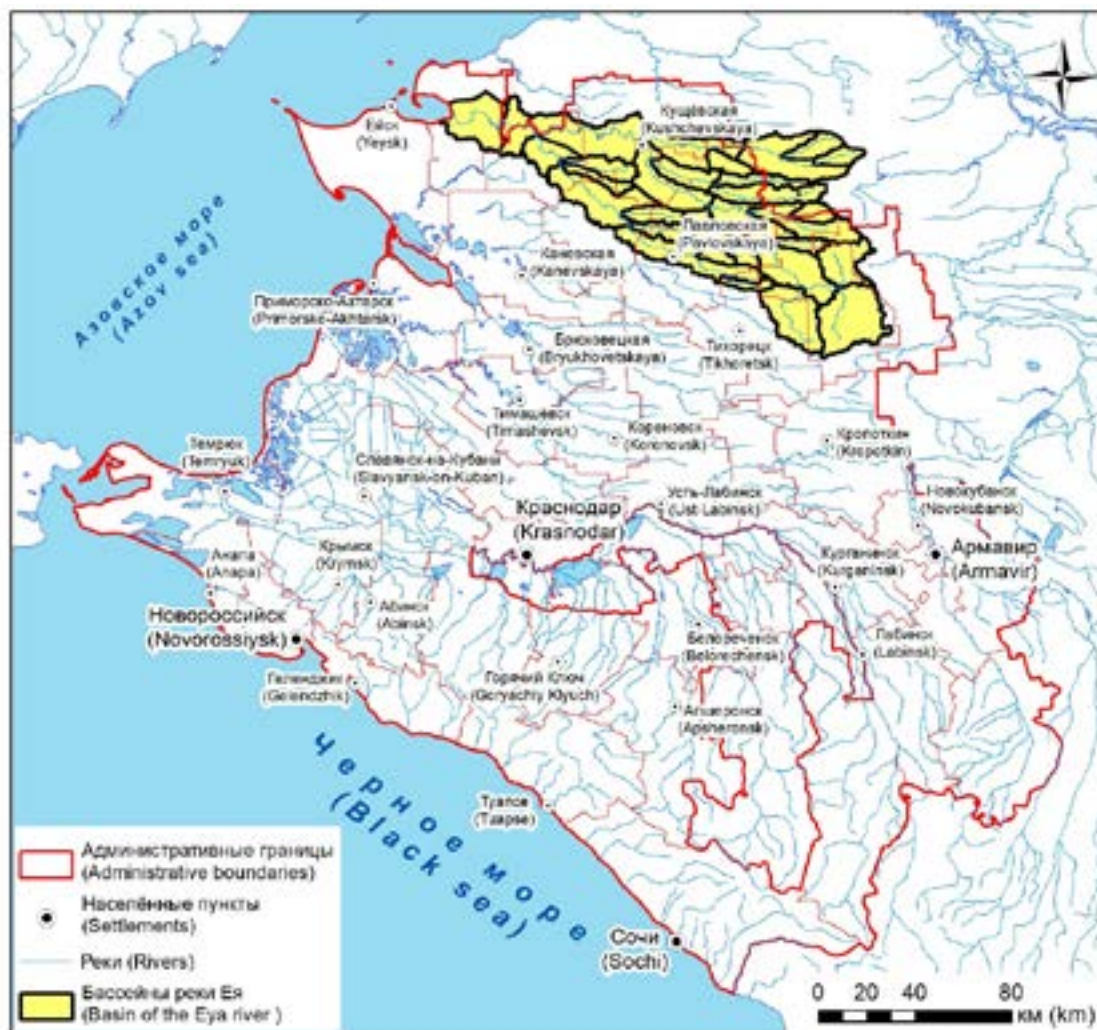 Ейск
(Yeysk)
Кущёвская
(Kushchevskaya)
Азовское море
(Azov sea)
Павловская
(Pavlovskaya)
Каневская
(Kanevskaya)
Приморско-Ахтарск
(Primorsko-Akhtarsk)
Брюховецкая
(Bryukhovetskaya)
Тихорецк
(Tikhoretsk)
Тимашёвск
(Timashevsk)
Кореновск
(Korenovsk)
Кропоткин
(Kropotkin)
Темрюк
(Temryuk)
Славянск-на-Кубани
(Slavyansk-on-Kuban)
Усть-Лабинск
(Ust-Labinsk)
Новокубанск
(Novokubansk)
Краснодар
(Krasnodar)
Армавир
(Armavir)
Курганинск
(Kurganinsk)
Анапа
(Anapa)
Крымск
(Krymsk)
Абинск
(Abinsk)
Новороссийск
(Novorossiysk)
Белореченск
(Belorechensk)
Лабинск
(Labinsk)
Геленджик
(Gelendzhik)
Горячий Ключ
(Goryachiy Klyuch)
Апшеронск
(Apsheronsk)
Туапсе
(Tuapse)
Черное море
(Black sea)
Сочи
(Sochi)
Административные границы
(Administrative boundaries)
Населённые пункты
(Settlements)
Реки (Rivers)
Бассейны реки Ея
(Basin of the Eya river )
0 20 40 80
км (km)